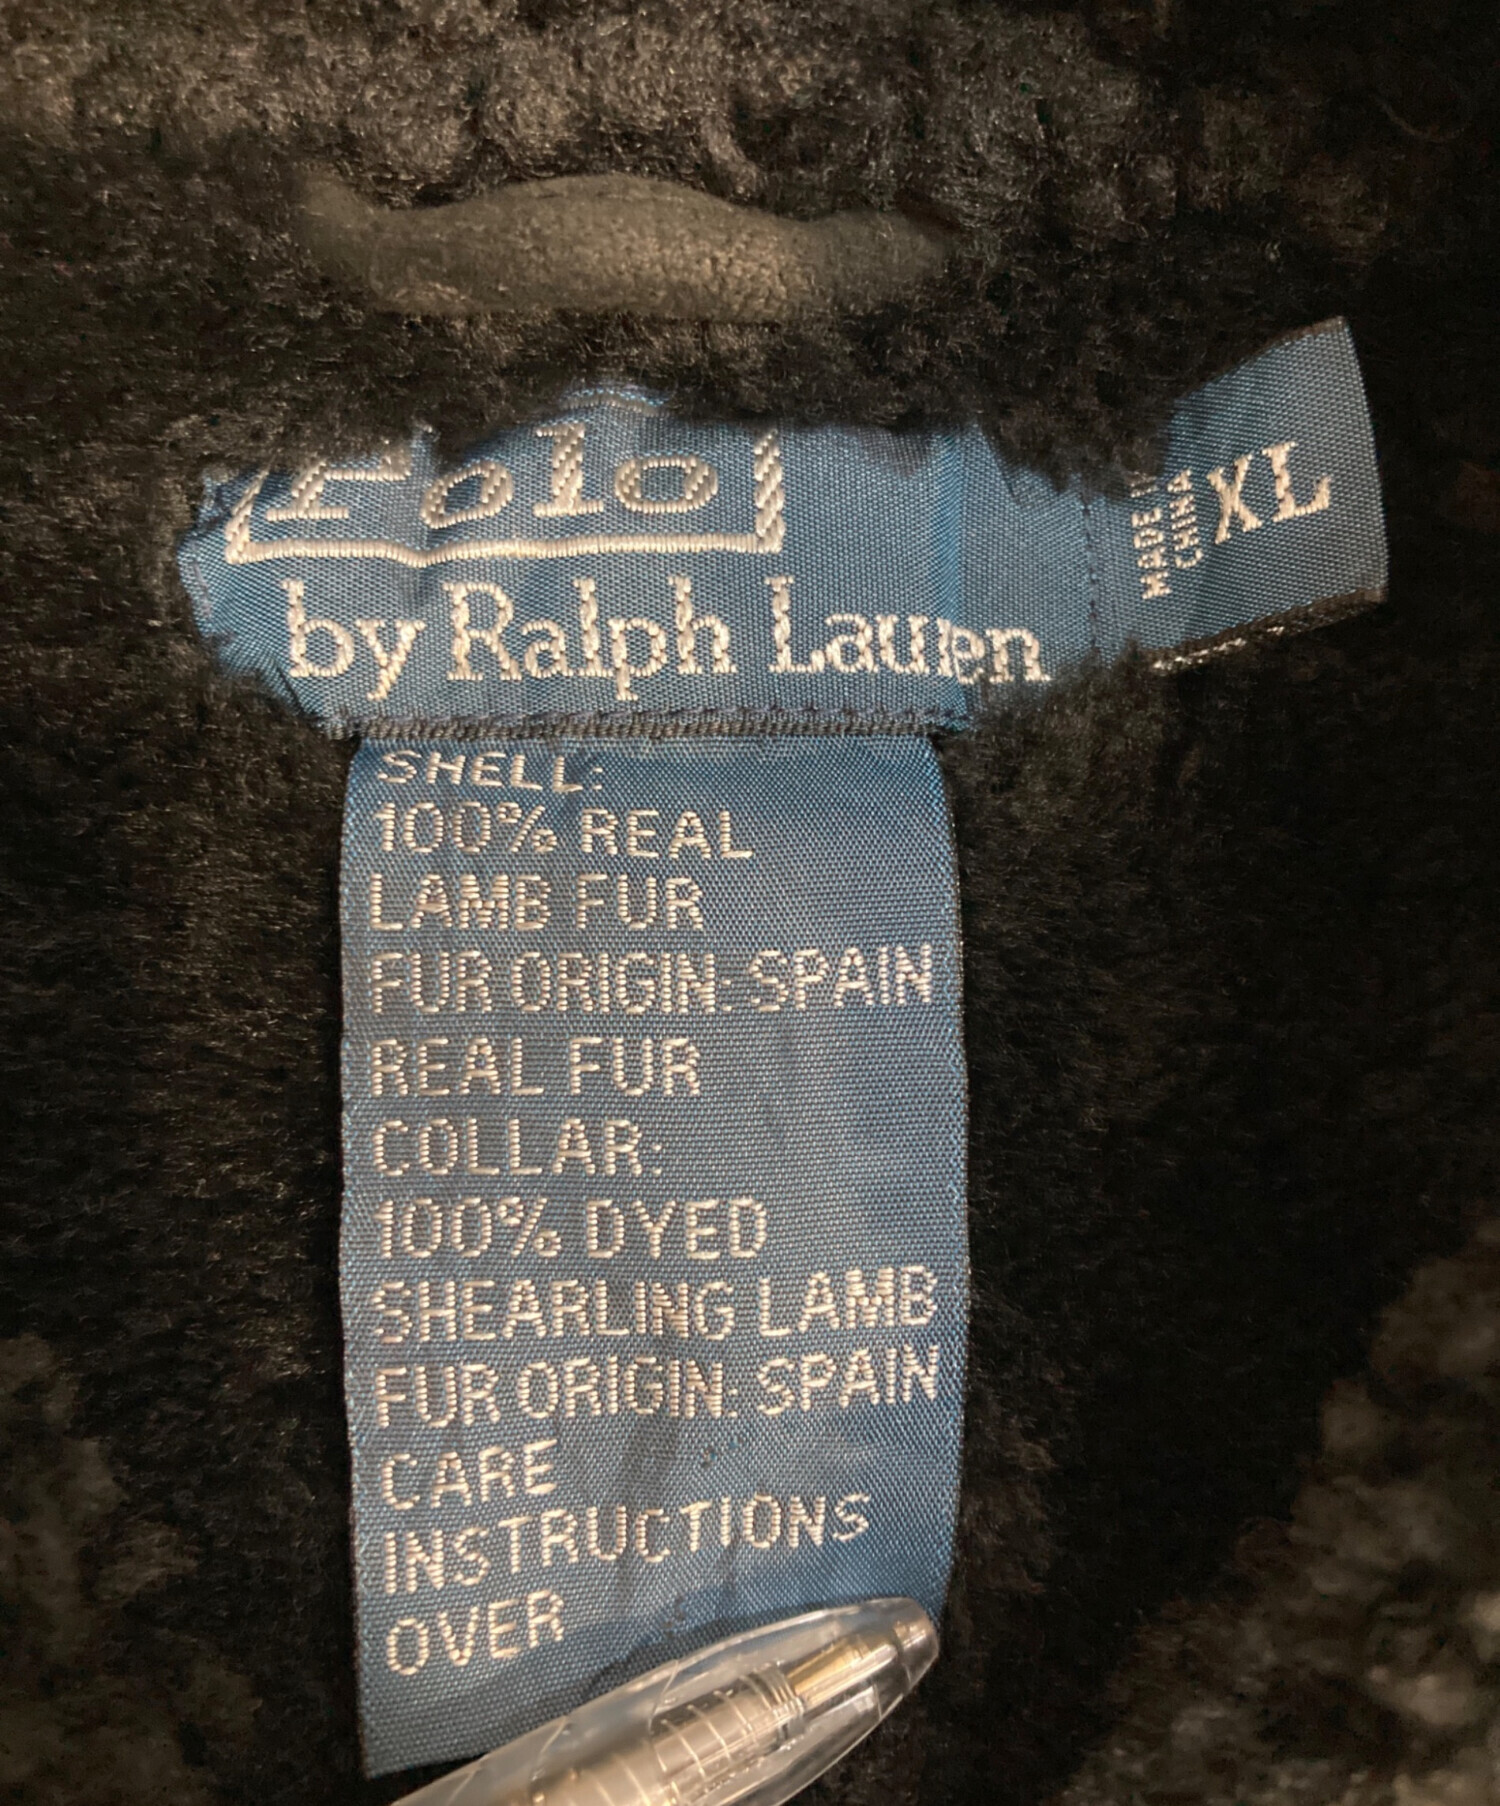 Polo
by Ralph Lauren
MADE IN
CHINA
XL
SHELL:
100% REAL
LAMB FUR
FUR ORIGIN: SPAIN
REAL FUR
COLLAR:
100% DYED
SHEARLING LAMB
FUR ORIGIN: SPAIN
CARE
INSTRUCTIONS
OVER